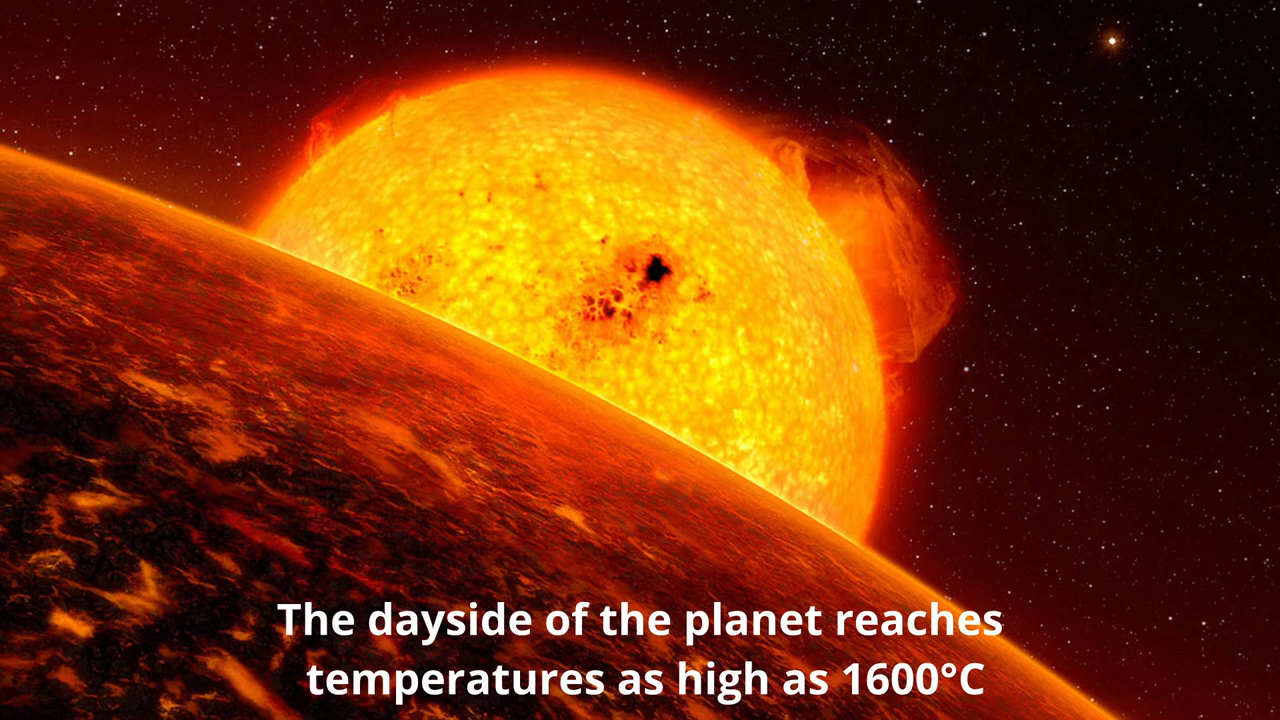 The dayside of the planet reaches
temperatures as high as 1600°C